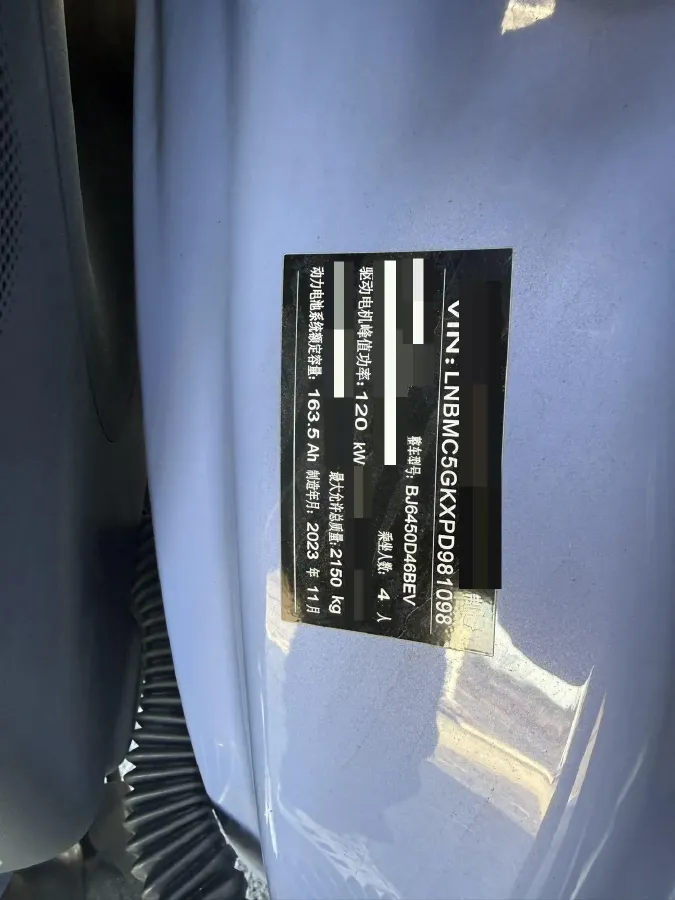 VIN:LNBMC5GKXPD981098
整车型号: BJ6450D46BEV
乘坐人数: 4 人
驱动电机峰值功率:120 kW
最大允许总质量:2150 kg
动力电池系统额定容量: 163.5 Ah 制造年月: 2023 年 11月